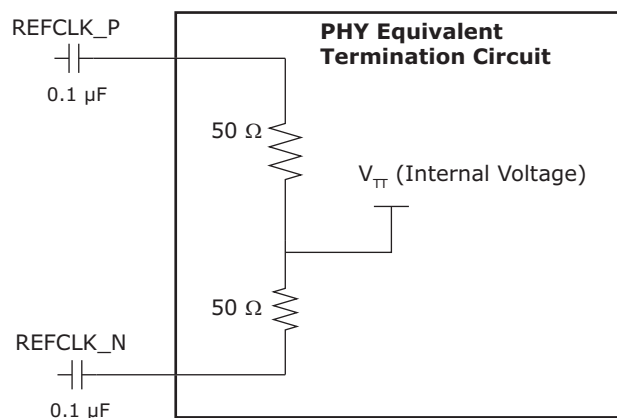 REFCLK_P
0.1 µF
PHY Equivalent
Termination Circuit
50 Ω
V_TT (Internal Voltage)
50 Ω
REFCLK_N
0.1 µF